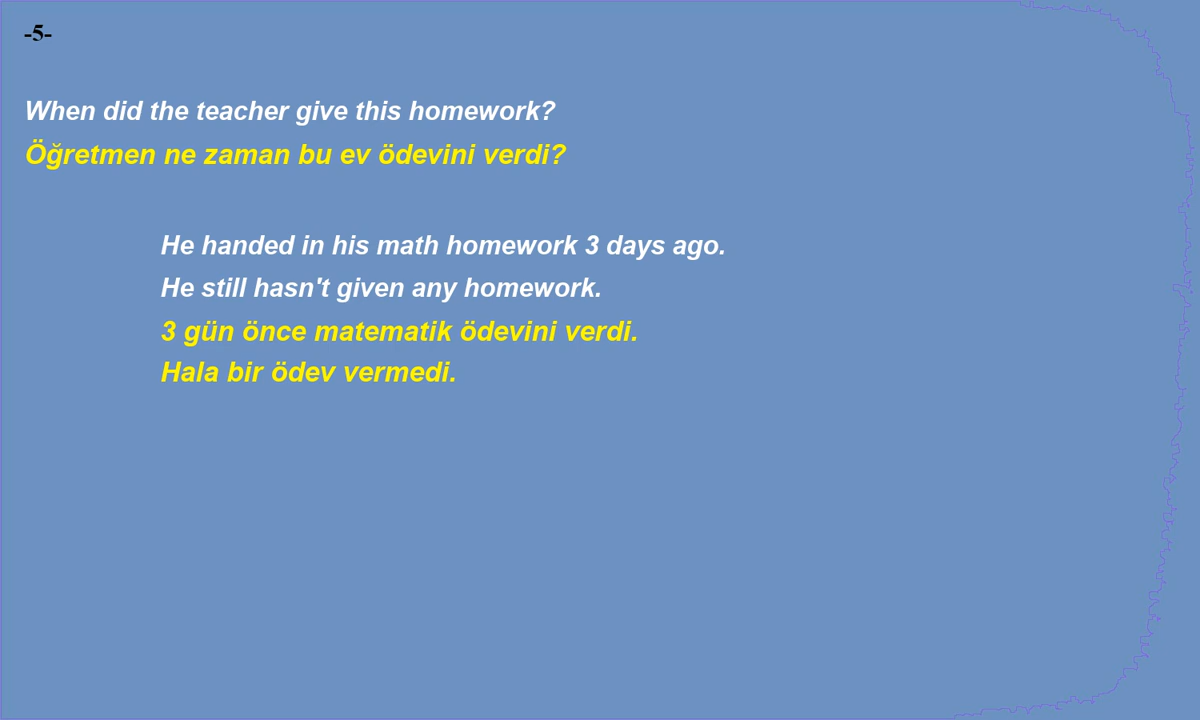 -5-
When did the teacher give this homework?
Öğretmen ne zaman bu ev ödevini verdi?
He handed in his math homework 3 days ago.
He still hasn't given any homework.
3 gün önce matematik ödevini verdi.
Hala bir ödev vermedi.